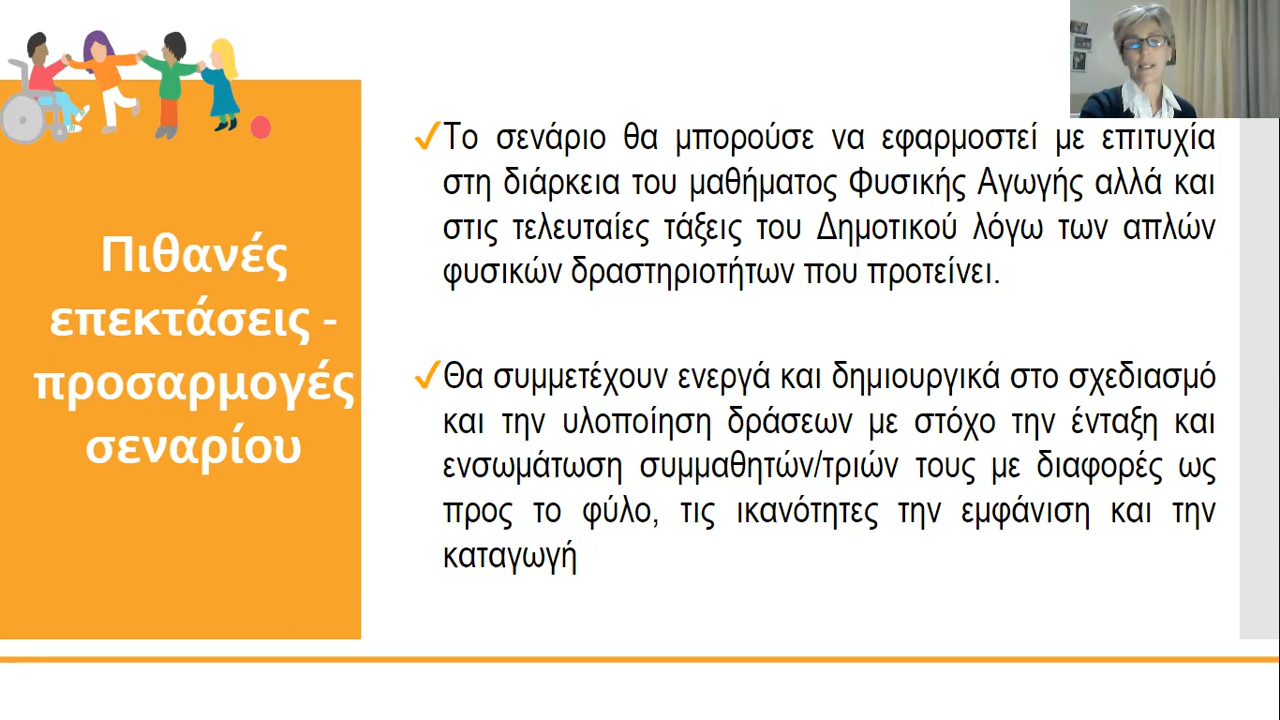 Πιθανές
επεκτάσεις -
προσαρμογές
σεναρίου
Το σενάριο θα μπορούσε να εφαρμοστεί με επιτυχία
στη διάρκεια του μαθήματος Φυσικής Αγωγής αλλά και
στις τελευταίες τάξεις του Δημοτικού λόγω των απλών
φυσικών δραστηριοτήτων που προτείνει.
Θα συμμετέχουν ενεργά και δημιουργικά στο σχεδιασμό
και την υλοποίηση δράσεων με στόχο την ένταξη και
ενσωμάτωση συμμαθητών/τριών τους με διαφορές ως
προς το φύλο, τις ικανότητες την εμφάνιση και την
καταγωγή